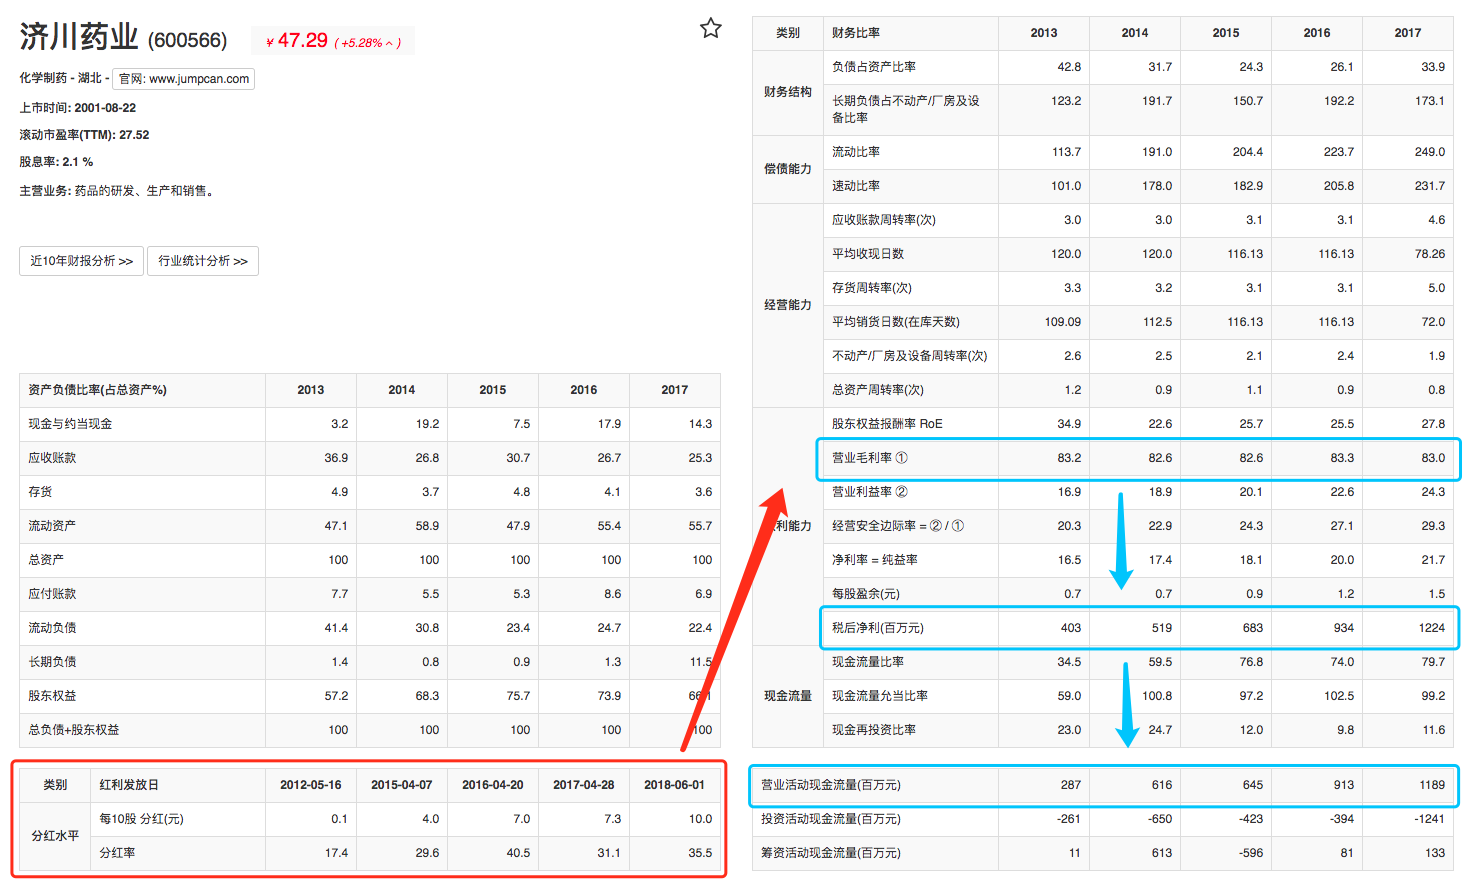 济川药业 (600566) ¥ 47.29 ( +5.28% ^ )
化学制药 - 湖北 - 官网: www.jumpcan.com
上市时间: 2001-08-22
滚动市盈率(TTM): 27.52
股息率: 2.1 %
主营业务: 药品的研发、生产和销售。
近10年财报分析 >> 行业统计分析 >>
资产负债比率(占总资产%) 2013 2014 2015 2016 2017
现金与约当现金 3.2 19.2 7.5 17.9 14.3
应收账款 36.9 26.8 30.7 26.7 25.3
存货 4.9 3.7 4.8 4.1 3.6
流动资产 47.1 58.9 47.9 55.4 55.7
总资产 100 100 100 100 100
应付账款 7.7 5.5 5.3 8.6 6.9
流动负债 41.4 30.8 23.4 24.7 22.4
长期负债 1.4 0.8 0.9 1.3 11.5
股东权益 57.2 68.3 75.7 73.9
总负债+股东权益 100 100 100 100 100
类别 红利发放日 2012-05-16 2015-04-07 2016-04-20 2017-04-28 2018-06-01
分红水平
每10股 分红(元) 0.1 4.0 7.0 7.3 10.0
分红率 17.4 29.6 40.5 31.1 35.5
类别 财务比率 2013 2014 2015 2016 2017
财务结构
负债占资产比率 42.8 31.7 24.3 26.1 33.9
长期负债占不动产/厂房及设
备比率 123.2 191.7 150.7 192.2 173.1
偿债能力
流动比率 113.7 191.0 204.4 223.7 249.0
速动比率 101.0 178.0 182.9 205.8 231.7
经营能力
应收账款周转率(次) 3.0 3.0 3.1 3.1 4.6
平均收现日数 120.0 120.0 116.13 116.13 78.26
存货周转率(次) 3.3 3.2 3.1 3.1 5.0
平均销货日数(在库天数) 109.09 112.5 116.13 116.13 72.0
不动产/厂房及设备周转率(次) 2.6 2.5 2.1 2.4 1.9
总资产周转率(次) 1.2 0.9 1.1 0.9 0.8
利能力
股东权益报酬率 RoE 34.9 22.6 25.7 25.5 27.8
营业毛利率 ① 83.2 82.6 82.6 83.3 83.0
营业利益率 ② 16.9 18.9 20.1 22.6 24.3
经营安全边际率 = ② / ① 20.3 22.9 24.3 27.1 29.3
净利率 = 纯益率 16.5 17.4 18.1 20.0 21.7
每股盈余(元) 0.7 0.7 0.9 1.2 1.5
税后净利(百万元) 403 519 683 934 1224
现金流量
现金流量比率 34.5 59.5 76.8 74.0 79.7
现金流量允当比率 59.0 100.8 97.2 102.5 99.2
现金再投资比率 23.0 24.7 12.0 9.8 11.6
营业活动现金流量(百万元) 287 616 645 913 1189
投资活动现金流量(百万元) -261 -650 -423 -394 -1241
筹资活动现金流量(百万元) 11 613 -596 81 133